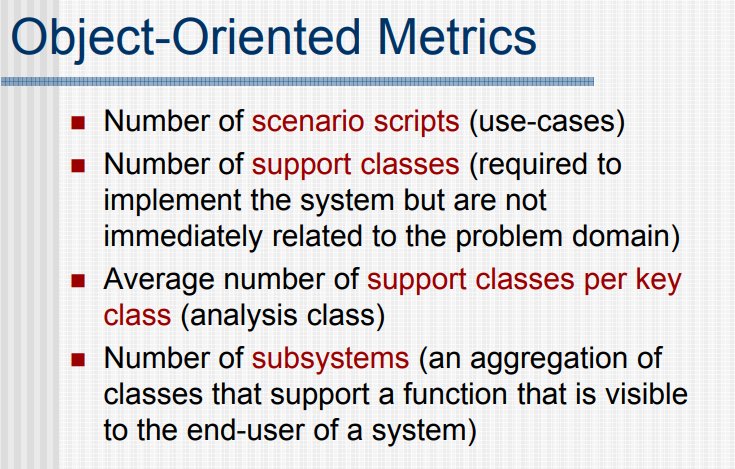 Object-Oriented Metrics
Number of scenario scripts (use-cases)
Number of support classes (required to
implement the system but are not
immediately related to the problem domain)
Average number of support classes per key
class (analysis class)
Number of subsystems (an aggregation of
classes that support a function that is visible
to the end-user of a system)